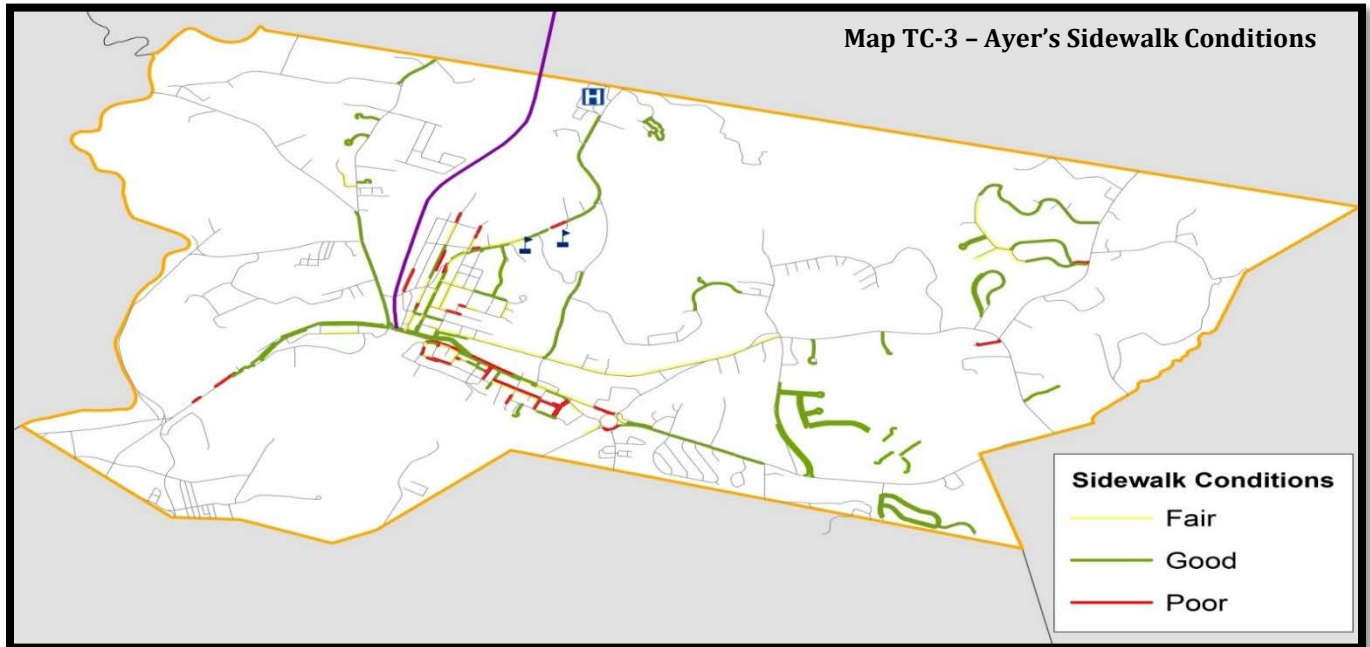 Map TC-3 – Ayer’s Sidewalk Conditions
H
Sidewalk Conditions
Fair
Good
Poor